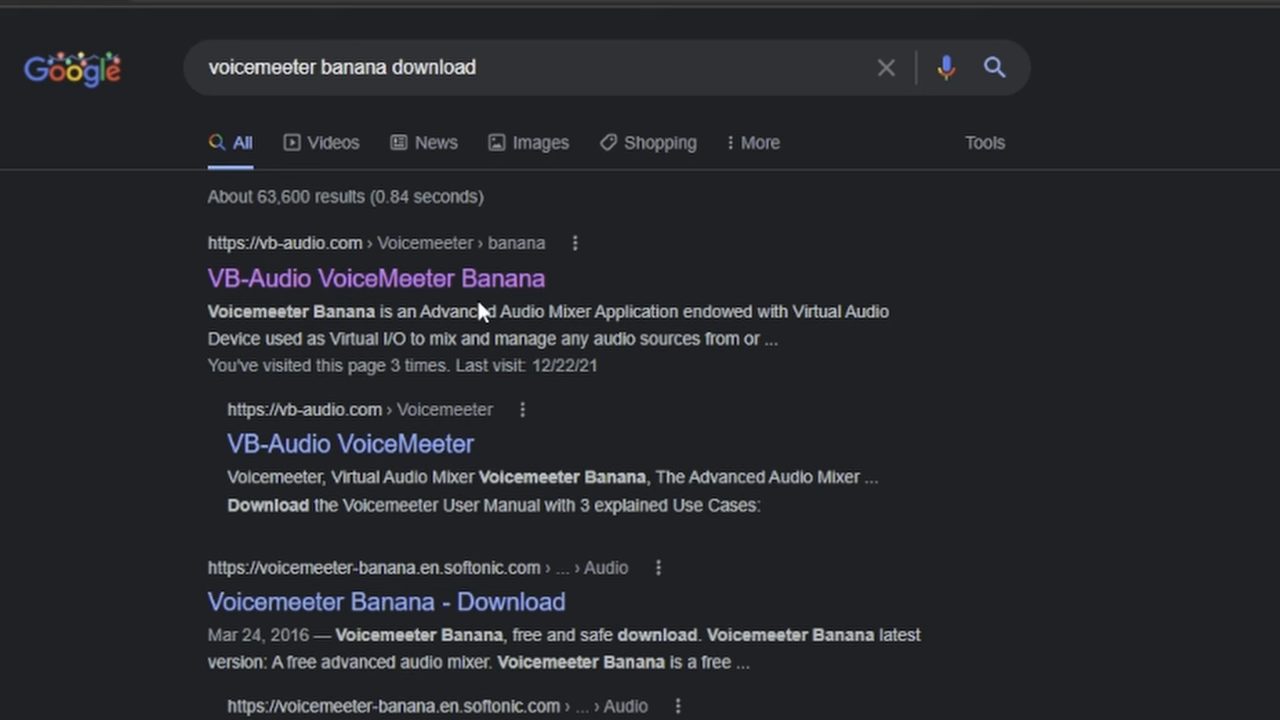 Google
voicemeeter banana download
All Videos News Images Shopping More Tools
About 63,600 results (0.84 seconds)
https://vb-audio.com › Voicemeeter › banana
VB-Audio VoiceMeeter Banana
Voicemeeter Banana is an Advanced Audio Mixer Application endowed with Virtual Audio
Device used as Virtual I/O to mix and manage any audio sources from or ...
You've visited this page 3 times. Last visit: 12/22/21
https://vb-audio.com › Voicemeeter
VB-Audio VoiceMeeter
Voicemeeter, Virtual Audio Mixer Voicemeeter Banana, The Advanced Audio Mixer ...
Download the Voicemeeter User Manual with 3 explained Use Cases:
https://voicemeeter-banana.en.softonic.com › ... › Audio
Voicemeeter Banana - Download
Mar 24, 2016 — Voicemeeter Banana, free and safe download. Voicemeeter Banana latest
version: A free advanced audio mixer. Voicemeeter Banana is a free ...
https://voicemeeter-banana.en.softonic.com › ... › Audio